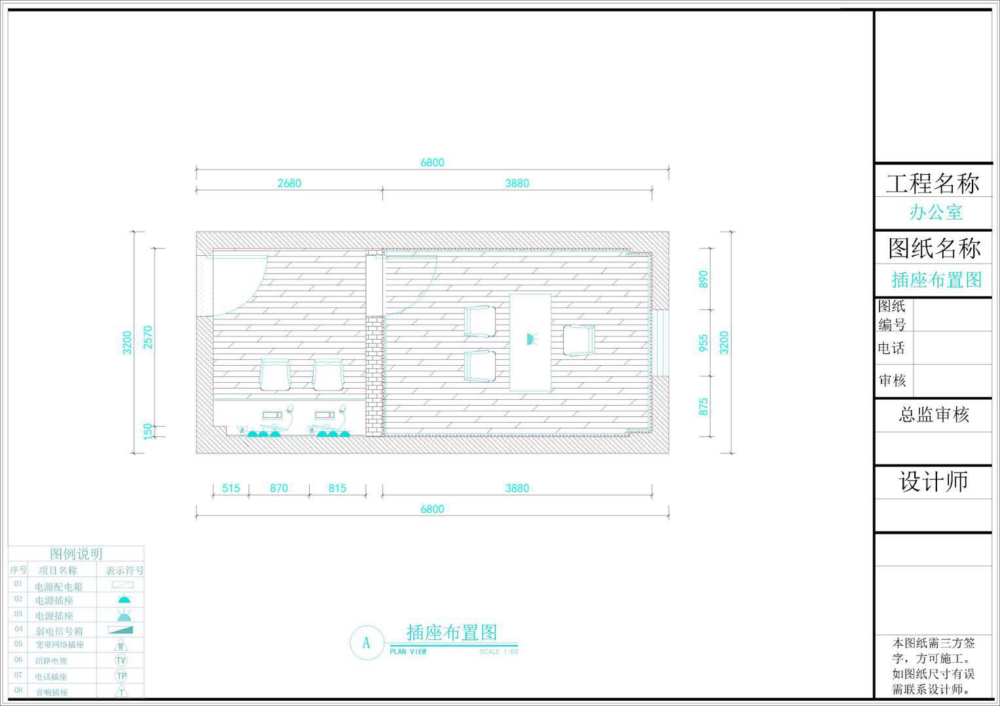 6800
2680 3880
3200
2570
150
890
955
875
3200
515 870 815 3880
6800
图例说明
序号 项目名称 表示符号
01 电源配电箱
02 电源插座
03 电源插座
04 弱电信号箱
05 宽带网络插座 W
06 闭路电视 TV
07 电话插座 TP
08 音响插座 T
A 插座布置图
PLAN VIEW SCALE 1:60
工程名称
办公室
图纸名称
插座布置图
图纸
编号
电话
审核
总监审核
设计师
本图纸需三方签
字，方可施工。
如图纸尺寸有误
需联系设计师。